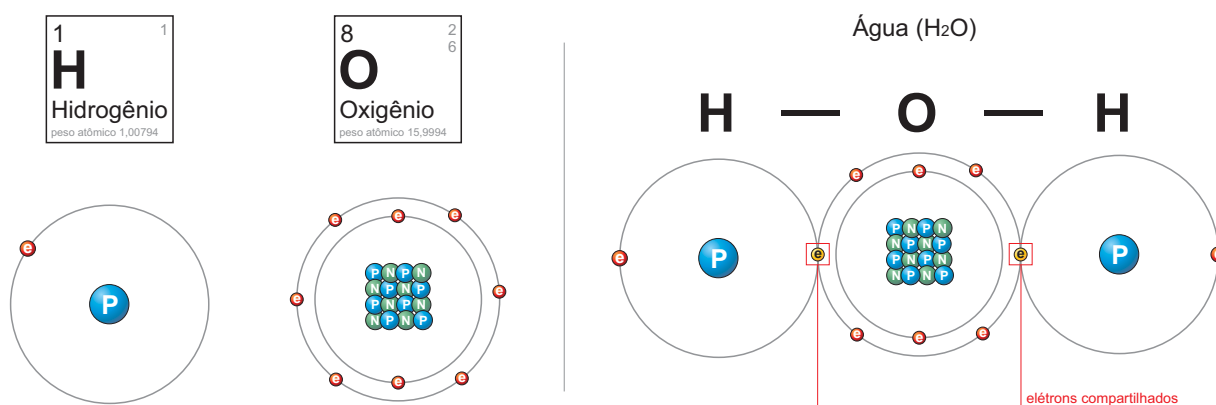 1 1
H
Hidrogênio
peso atômico 1,00794
8 2
6
O
Oxigênio
peso atômico 15,9994
e
P
e e e
e e
P N P N
N P N P
P N P N
N P N P
e e e
Água (H₂O)
H — O — H
e e e
P N P N
N P N P
P N P N
N P N P
e P e e P e
e e e
elétrons compartilhados